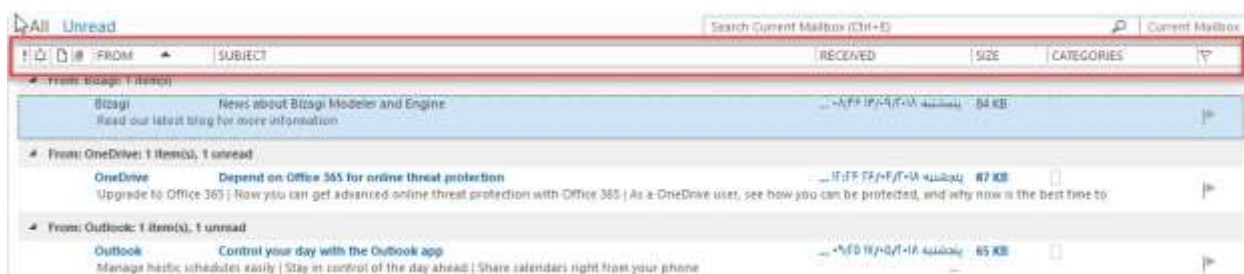 All Unread Search Current Mailbox (Ctrl+E) Current Mailbox
! FROM SUBJECT RECEIVED SIZE CATEGORIES
From: Bizagi: 1 item(s)
Bizagi News about Bizagi Modeler and Engine پنجشنبه ... 84 KB
Read our latest blog for more information
From: OneDrive: 1 item(s), 1 unread
OneDrive Depend on Office 365 for online threat protection پنجشنبه ... 87 KB
Upgrade to Office 365 | Now you can get advanced online threat protection with Office 365 | As a OneDrive user, see how you can be protected, and why now is the best time to
From: Outlook: 1 item(s), 1 unread
Outlook Control your day with the Outlook app پنجشنبه ... 65 KB
Manage hectic schedules easily | Stay in control of the day ahead | Share calendars right from your phone